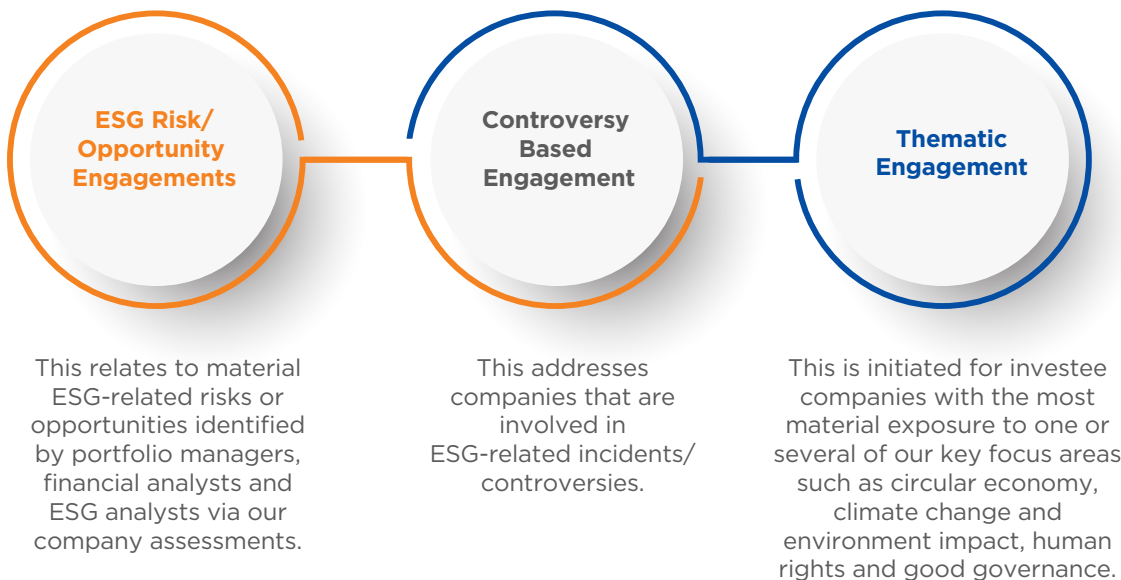 ESG Risk/
Opportunity
Engagements
This relates to material
ESG-related risks or
opportunities identified
by portfolio managers,
financial analysts and
ESG analysts via our
company assessments.
Controversy
Based
Engagement
This addresses
companies that are
involved in
ESG-related incidents/
controversies.
Thematic
Engagement
This is initiated for investee
companies with the most
material exposure to one or
several of our key focus areas
such as circular economy,
climate change and
environment impact, human
rights and good governance.